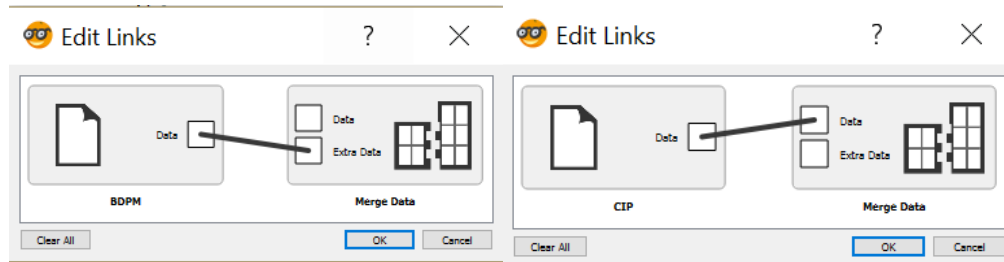 Edit Links ?
Data
Data
Extra Data
BDPM
Merge Data
Clear All
OK
Cancel
Edit Links ?
Data
Data
Extra Data
CIP
Merge Data
Clear All
OK
Cancel